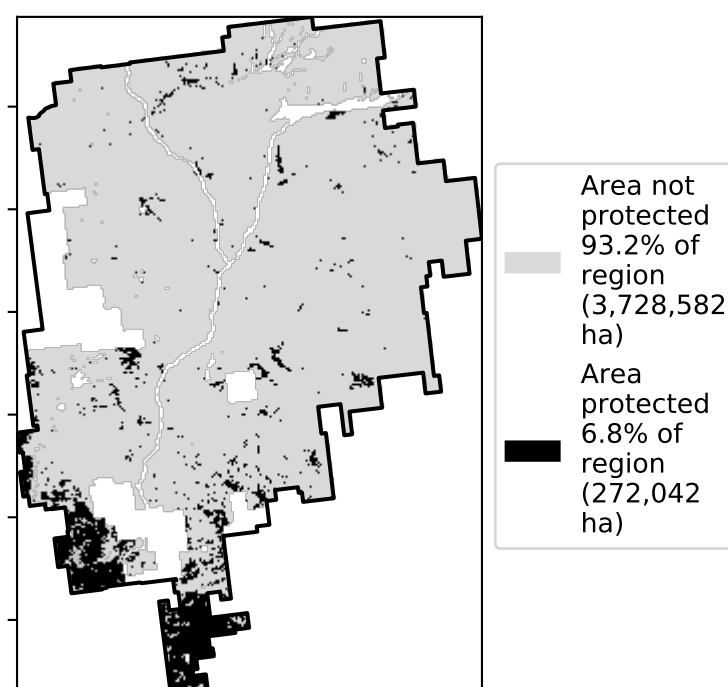 Area not
protected
93.2% of
region
(3,728,582
ha)
Area
protected
6.8% of
region
(272,042
ha)